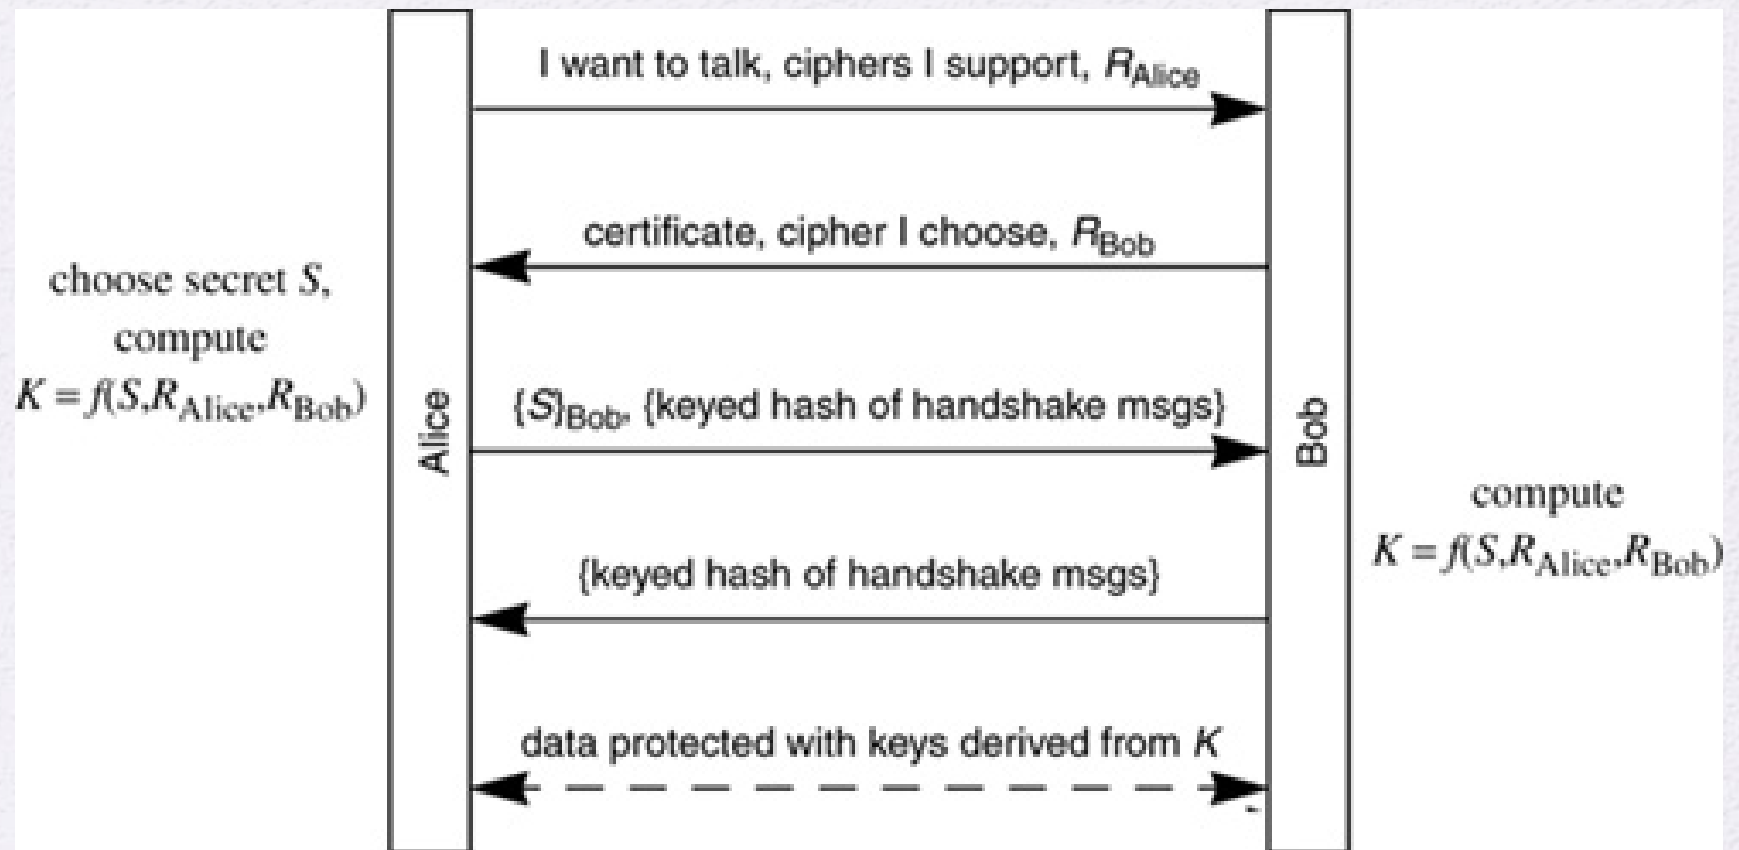 I want to talk, ciphers I support, R_Alice
certificate, cipher I choose, R_Bob
choose secret S,
compute
K = f(S,R_Alice,R_Bob)
Alice
{S}_Bob, {keyed hash of handshake msgs}
Bob
compute
K = f(S,R_Alice,R_Bob)
{keyed hash of handshake msgs}
data protected with keys derived from K